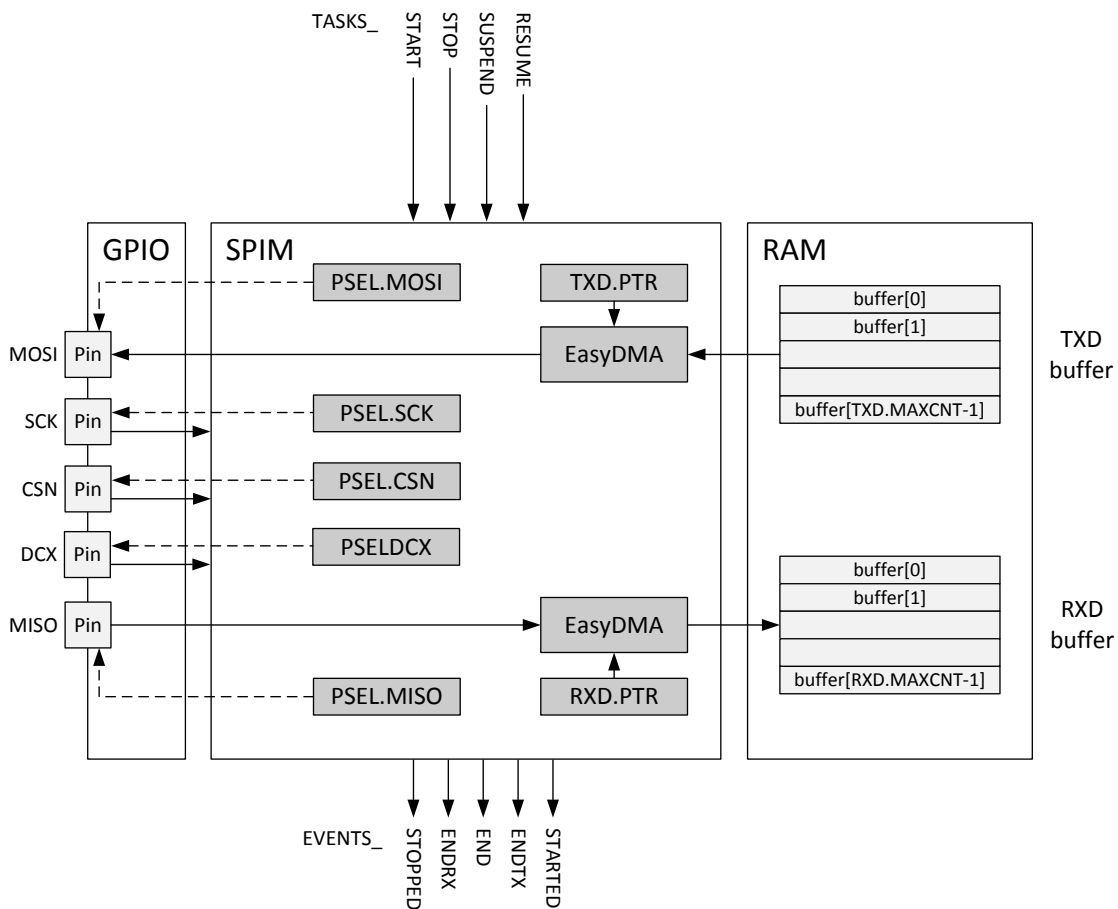 TASKS_
START
STOP
SUSPEND
RESUME
GPIO
SPIM
RAM
PSEL.MOSI
TXD.PTR
buffer[0]
buffer[1]
MOSI
Pin
EasyDMA
TXD
buffer
buffer[TXD.MAXCNT-1]
SCK
Pin
PSEL.SCK
CSN
Pin
PSEL.CSN
DCX
Pin
PSELDCX
buffer[0]
buffer[1]
MISO
Pin
EasyDMA
RXD
buffer
PSEL.MISO
RXD.PTR
buffer[RXD.MAXCNT-1]
EVENTS_
STOPPED
ENDRX
END
ENDTX
STARTED